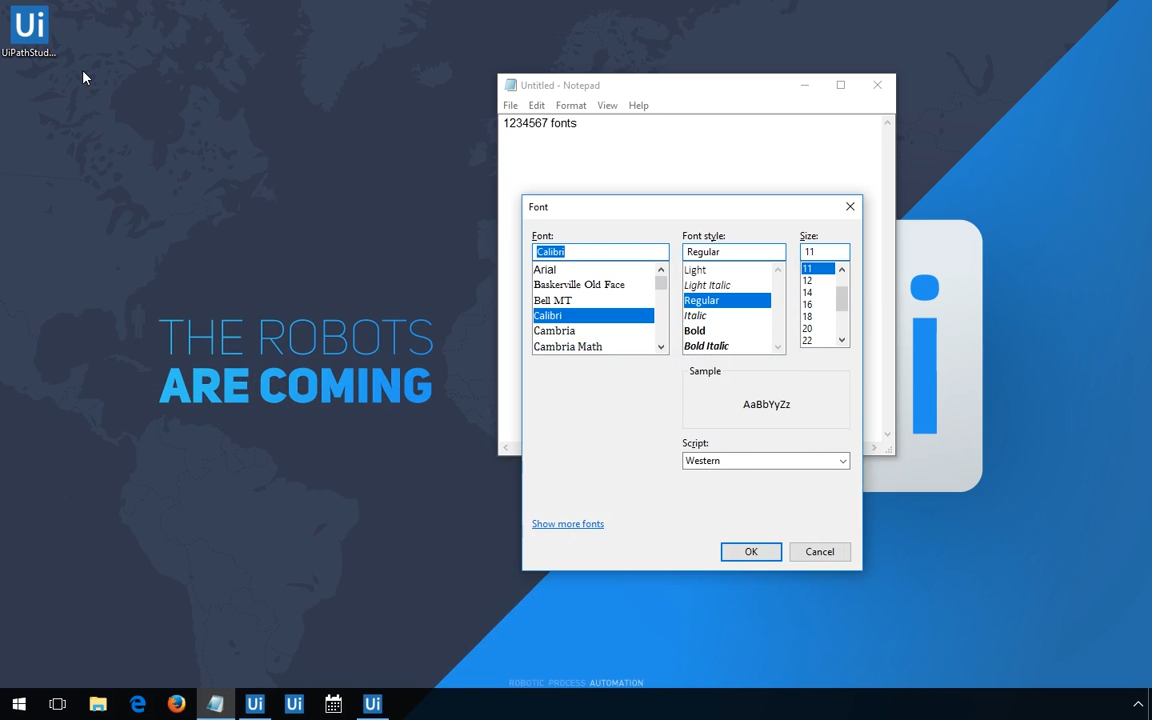 Ui
UiPathStud...
Untitled - Notepad
File Edit Format View Help
1234567 fonts
Font
Font:
Calibri
Arial
Baskerville Old Face
Bell MT
Calibri
Cambria
Cambria Math
Font style:
Regular
Light
Light Italic
Regular
Italic
Bold
Bold Italic
Size:
11
11
12
14
16
18
20
22
Sample
AaBbYyZz
Script:
Western
Show more fonts
OK
Cancel
THE ROBOTS
ARE COMING
i
ROBOTIC PROCESS AUTOMATION
Ui
Ui
Ui